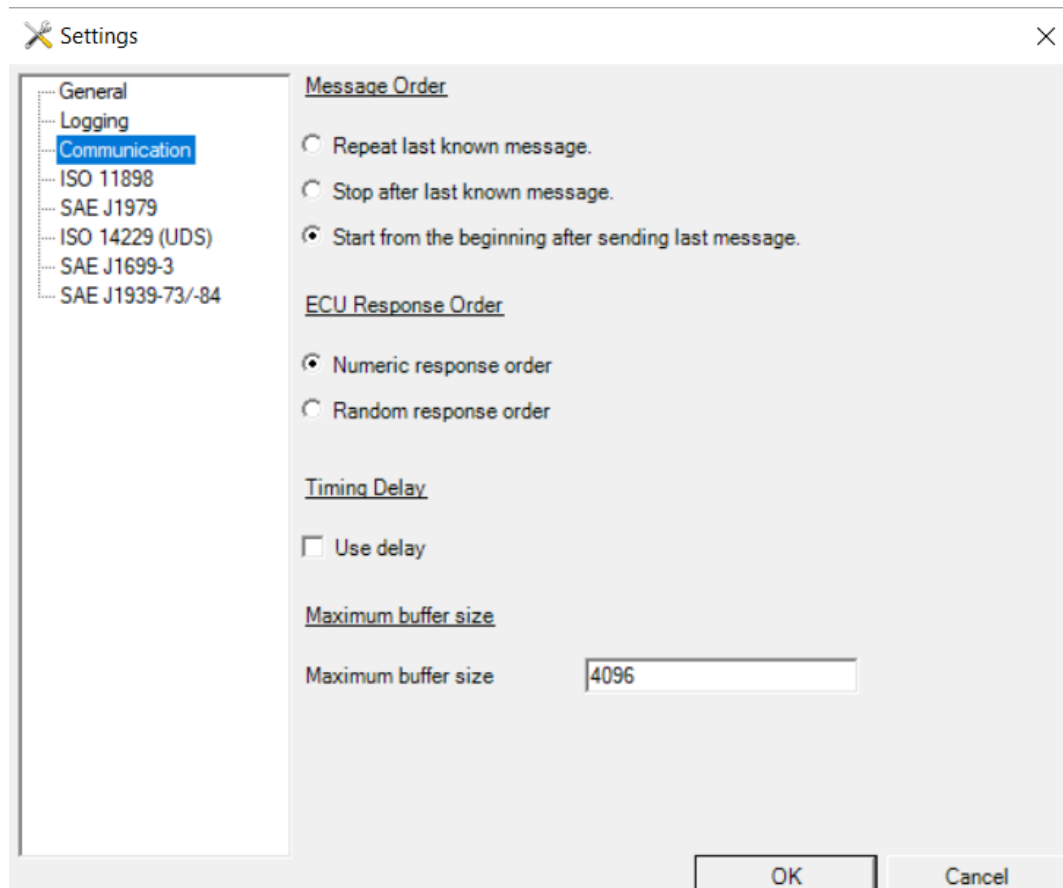 Settings
General
Logging
Communication
ISO 11898
SAE J1979
ISO 14229 (UDS)
SAE J1699-3
SAE J1939-73/-84
Message Order
Repeat last known message.
Stop after last known message.
Start from the beginning after sending last message.
ECU Response Order
Numeric response order
Random response order
Timing Delay
Use delay
Maximum buffer size
Maximum buffer size 4096
OK Cancel